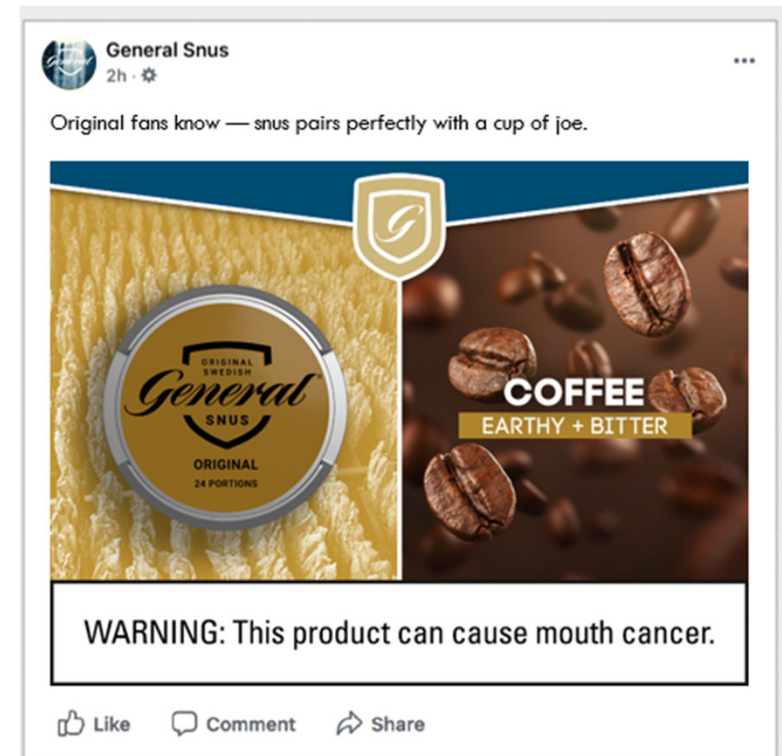 General Snus
2h ·
Original fans know — snus pairs perfectly with a cup of joe.
G
ORIGINAL
SWEDISH
General
SNUS
ORIGINAL
24 PORTIONS
COFFEE
EARTHY + BITTER
WARNING: This product can cause mouth cancer.
Like Comment Share